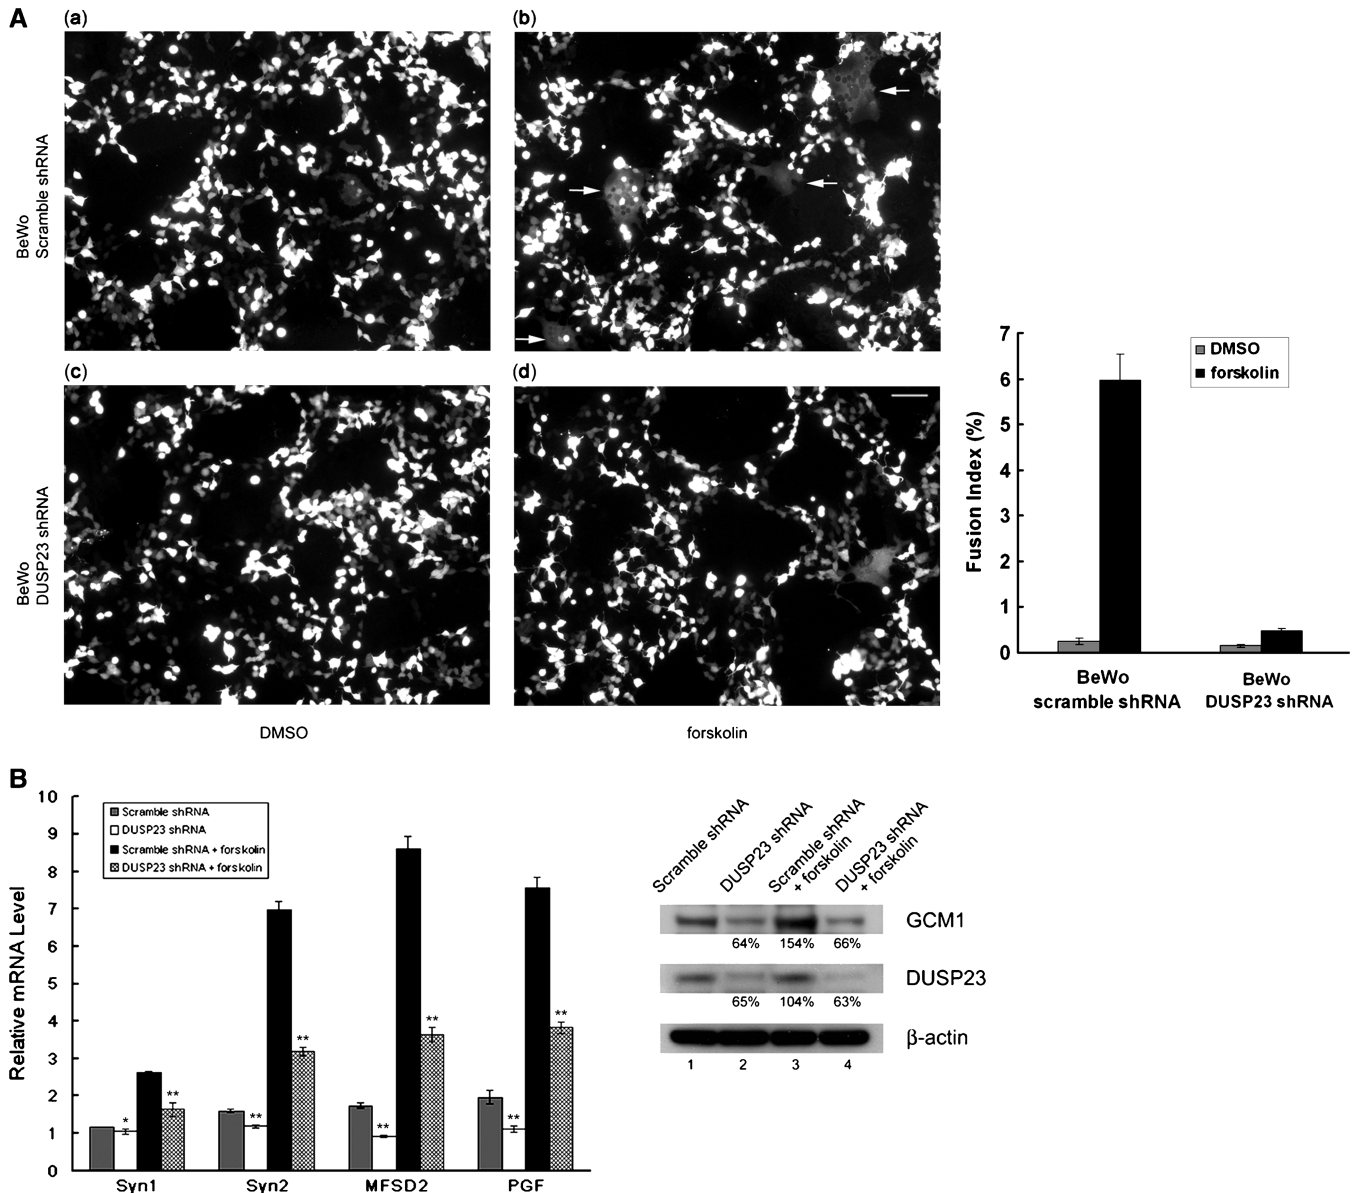 A
(a)
(b)
BeWo
Scramble shRNA
(c)
(d)
BeWo
DUSP23 shRNA
DMSO
forskolin
7
6
5
4
3
2
1
0
Fusion Index (%)
DMSO
forskolin
BeWo
scramble shRNA
BeWo
DUSP23 shRNA
B
10
9
8
7
6
5
4
3
2
1
0
Relative mRNA Level
Scramble shRNA
DUSP23 shRNA
Scramble shRNA + forskolin
DUSP23 shRNA + forskolin
*
**
**
**
**
**
**
**
Syn1
Syn2
MFSD2
PGF
Scramble shRNA
DUSP23 shRNA
Scramble shRNA
+ forskolin
DUSP23 shRNA
+ forskolin
GCM1
64% 154% 66%
DUSP23
65% 104% 63%
β-actin
1 2 3 4